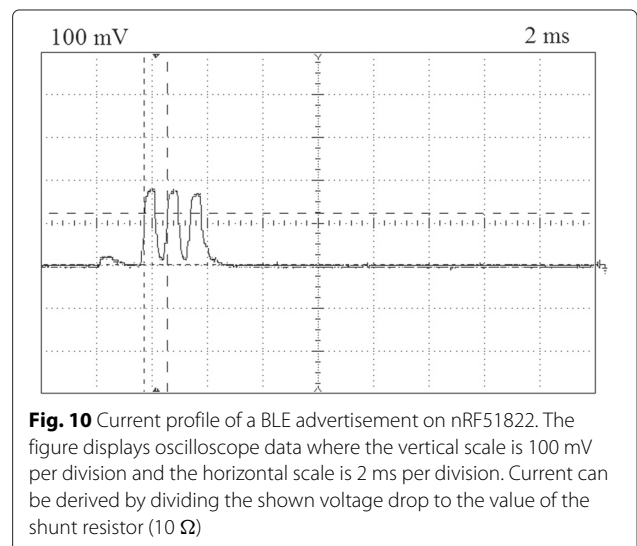 100 mV 2 ms
Fig. 10 Current profile of a BLE advertisement on nRF51822. The
figure displays oscilloscope data where the vertical scale is 100 mV
per division and the horizontal scale is 2 ms per division. Current can
be derived by dividing the shown voltage drop to the value of the
shunt resistor (10 Ω)